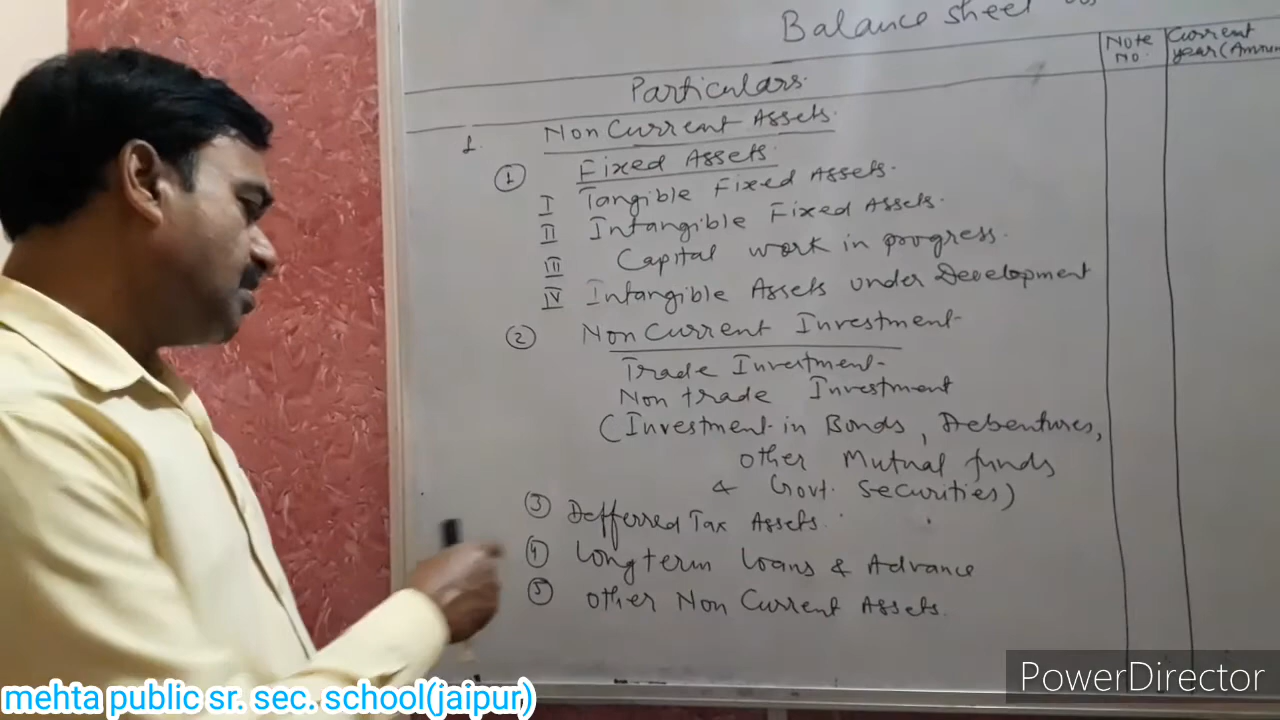 Balance sheet
Particulars.
Note No.
Current year (Amou
1. Non Current Assets.
① Fixed Assets.
I Tangible Fixed Assets.
II Intangible Fixed Assets.
III Capital work in progress.
IV Intangible Assets under Development
② Non Current Investment
Trade Investment
Non trade Investment
(Investment in Bonds, Debentures,
other Mutual funds
& Govt. securities)
③ Defferred Tax Assets.
④ Long term Loans & Advance
⑤ other Non Current Assets.
PowerDirector
mehta public sr. sec. school(jaipur)